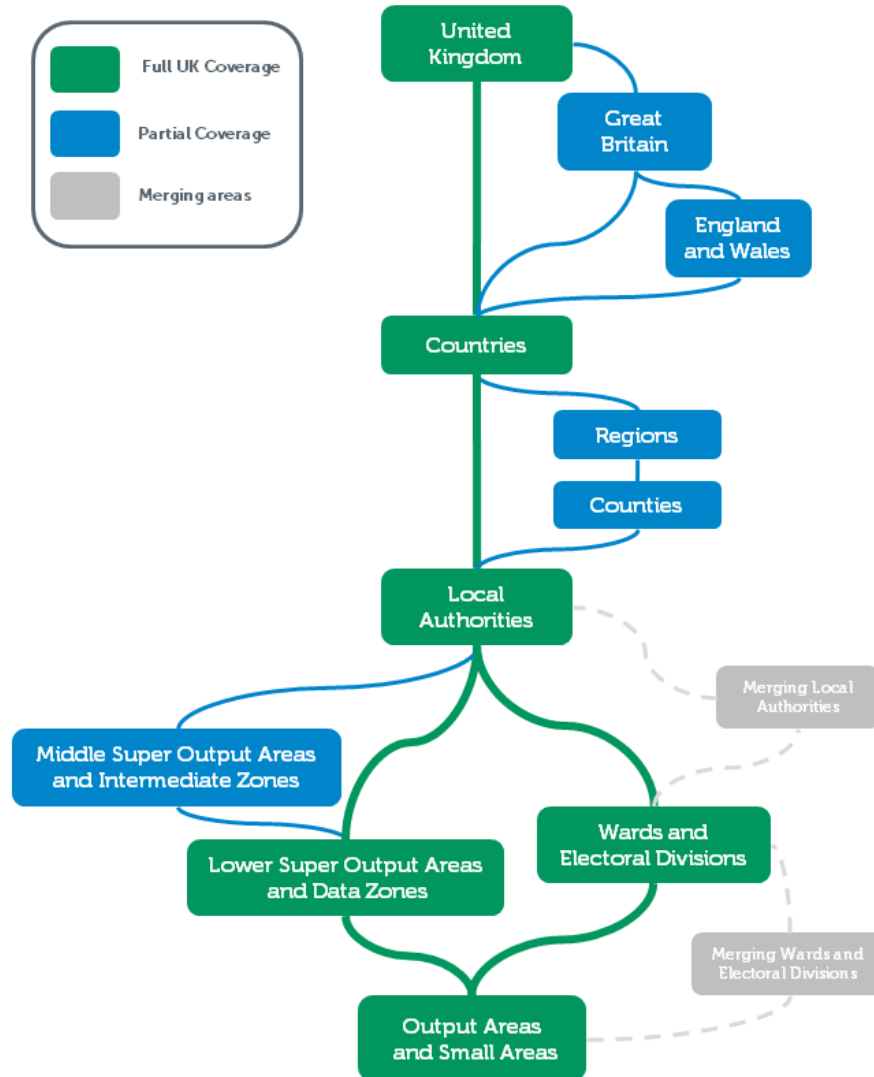 Full UK Coverage
Partial Coverage
Merging areas
United
Kingdom
Great
Britain
England
and Wales
Countries
Regions
Counties
Local
Authorities
Merging Local
Authorities
Middle Super Output Areas
and Intermediate Zones
Wards and
Electoral Divisions
Lower Super Output Areas
and Data Zones
Merging Wards and
Electoral Divisions
Output Areas
and Small Areas